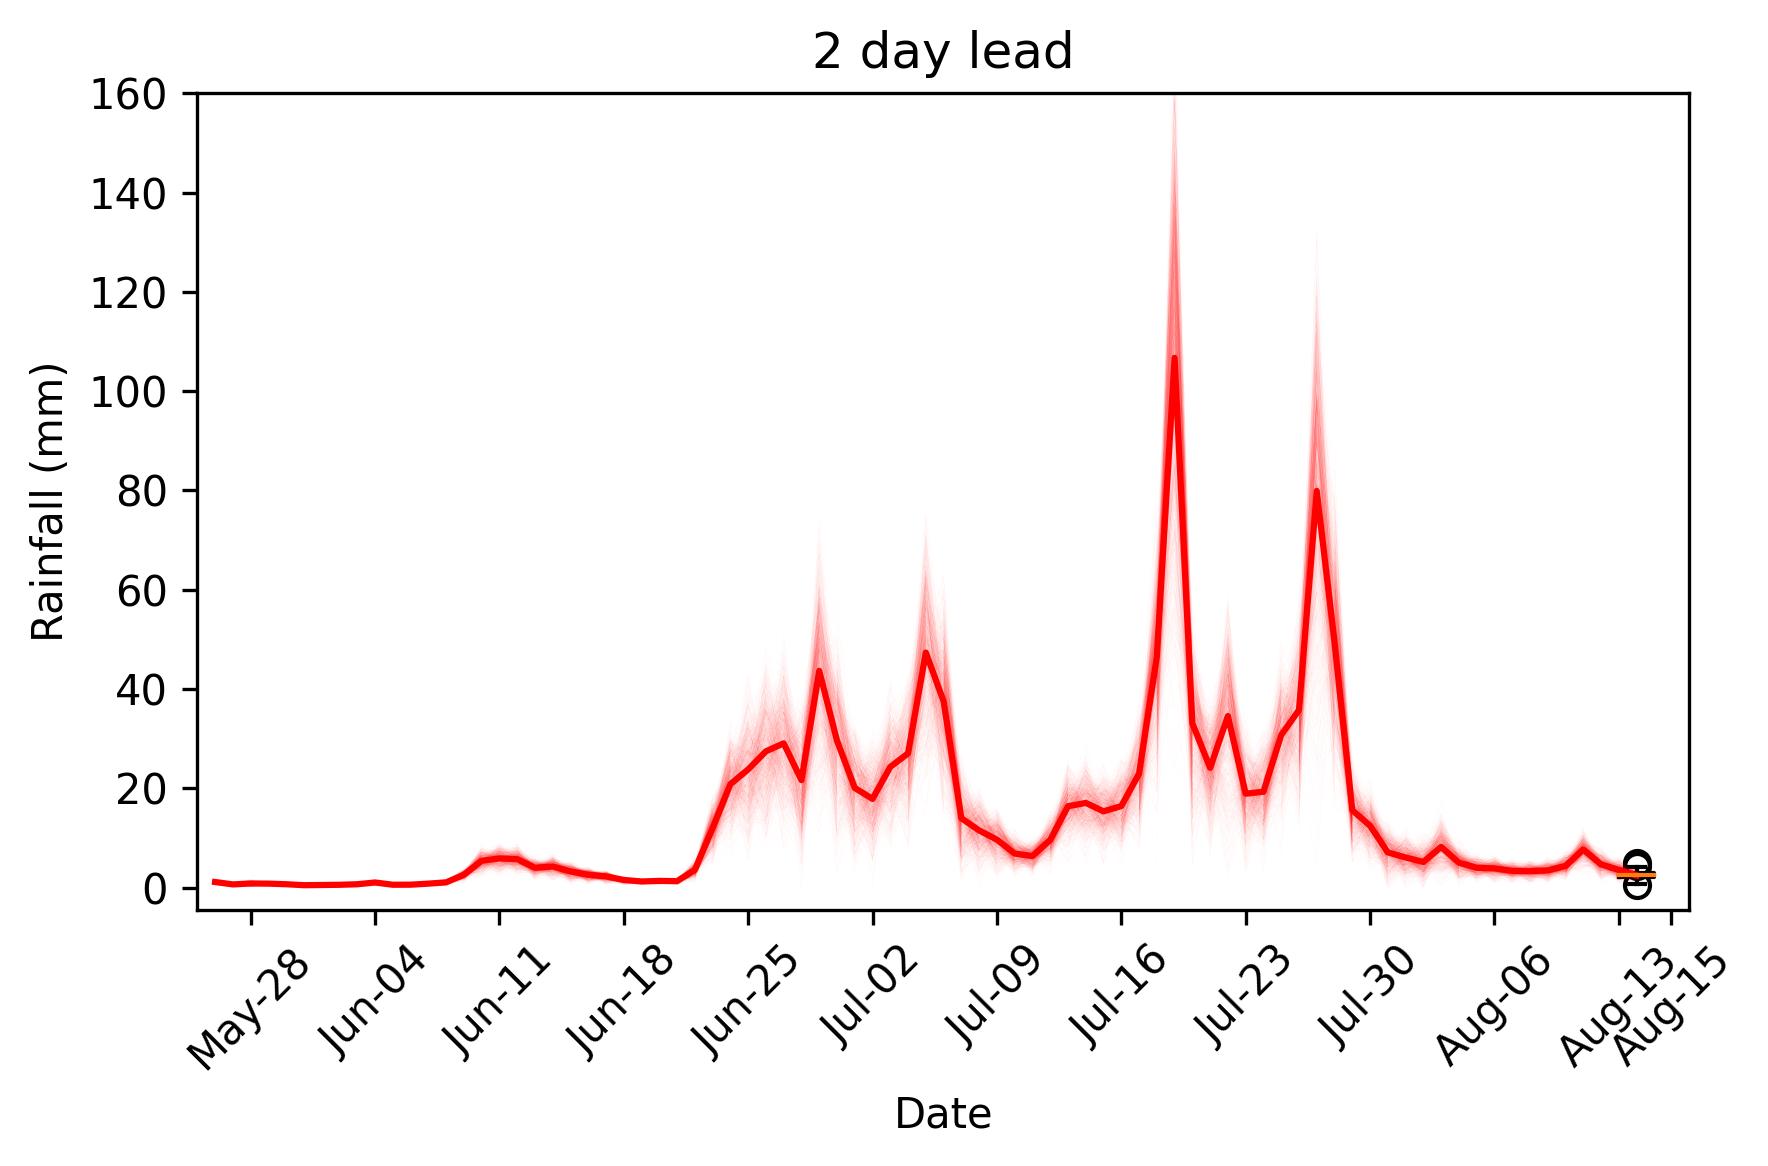 2 day lead
160
140
120
100
80
60
40
20
0
Rainfall (mm)
May-28
Jun-04
Jun-11
Jun-18
Jun-25
Jul-02
Jul-09
Jul-16
Jul-23
Jul-30
Aug-06
Aug-13
Aug-15
Date